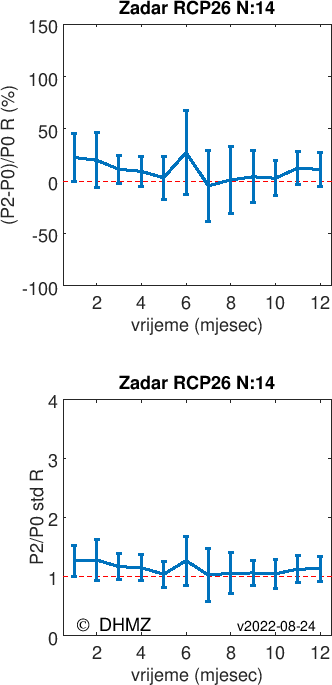 Zadar RCP26 N:14
150
100
50
0
-50
-100
(P2-P0)/P0 R (%)
2 4 6 8 10 12
vrijeme (mjesec)
Zadar RCP26 N:14
4
3
2
1
0
P2/P0 std R
© DHMZ
v2022-08-24
2 4 6 8 10 12
vrijeme (mjesec)